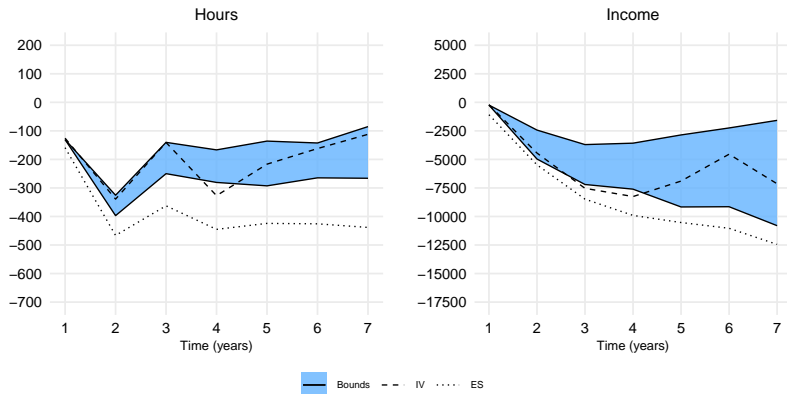 Hours
Income
200
100
0
−100
−200
−300
−400
−500
−600
−700
1 2 3 4 5 6 7
Time (years)
5000
2500
0
−2500
−5000
−7500
−10000
−12500
−15000
−17500
1 2 3 4 5 6 7
Time (years)
Bounds IV ES